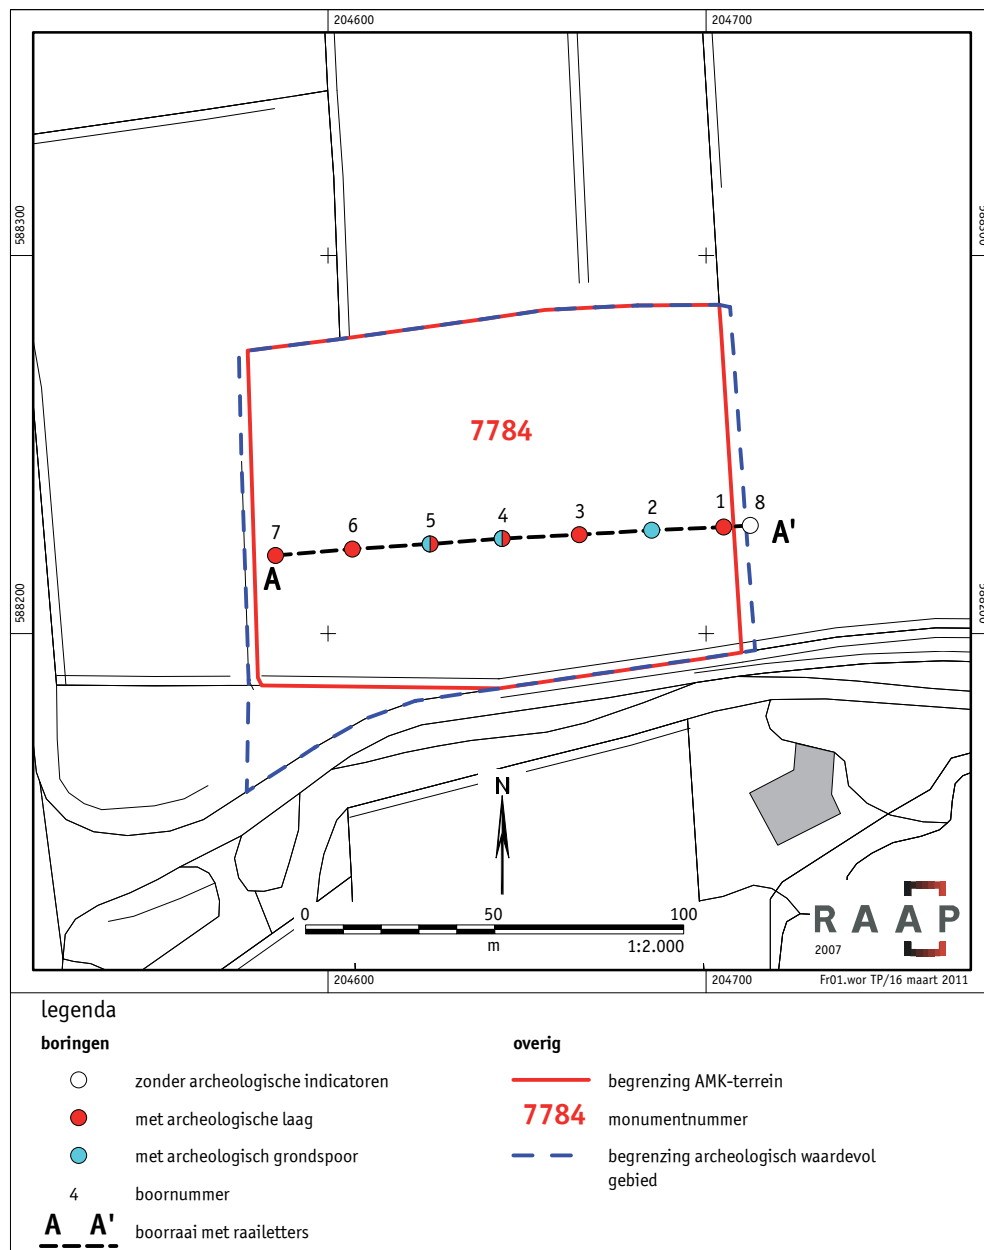 204600 204700
588300 588300
7784
7 6 5 4 3 2 1 8
A A'
588200 588200
N
0 50 100
m 1:2.000
RAAP
2007
Fr01.wor TP/16 maart 2011
204600 204700
legenda
boringen
zonder archeologische indicatoren
met archeologische laag
met archeologisch grondspoor
4 boornummer
A A' boorraai met raailetters
overig
begrenzing AMK-terrein
7784 monumentnummer
begrenzing archeologisch waardevol
gebied